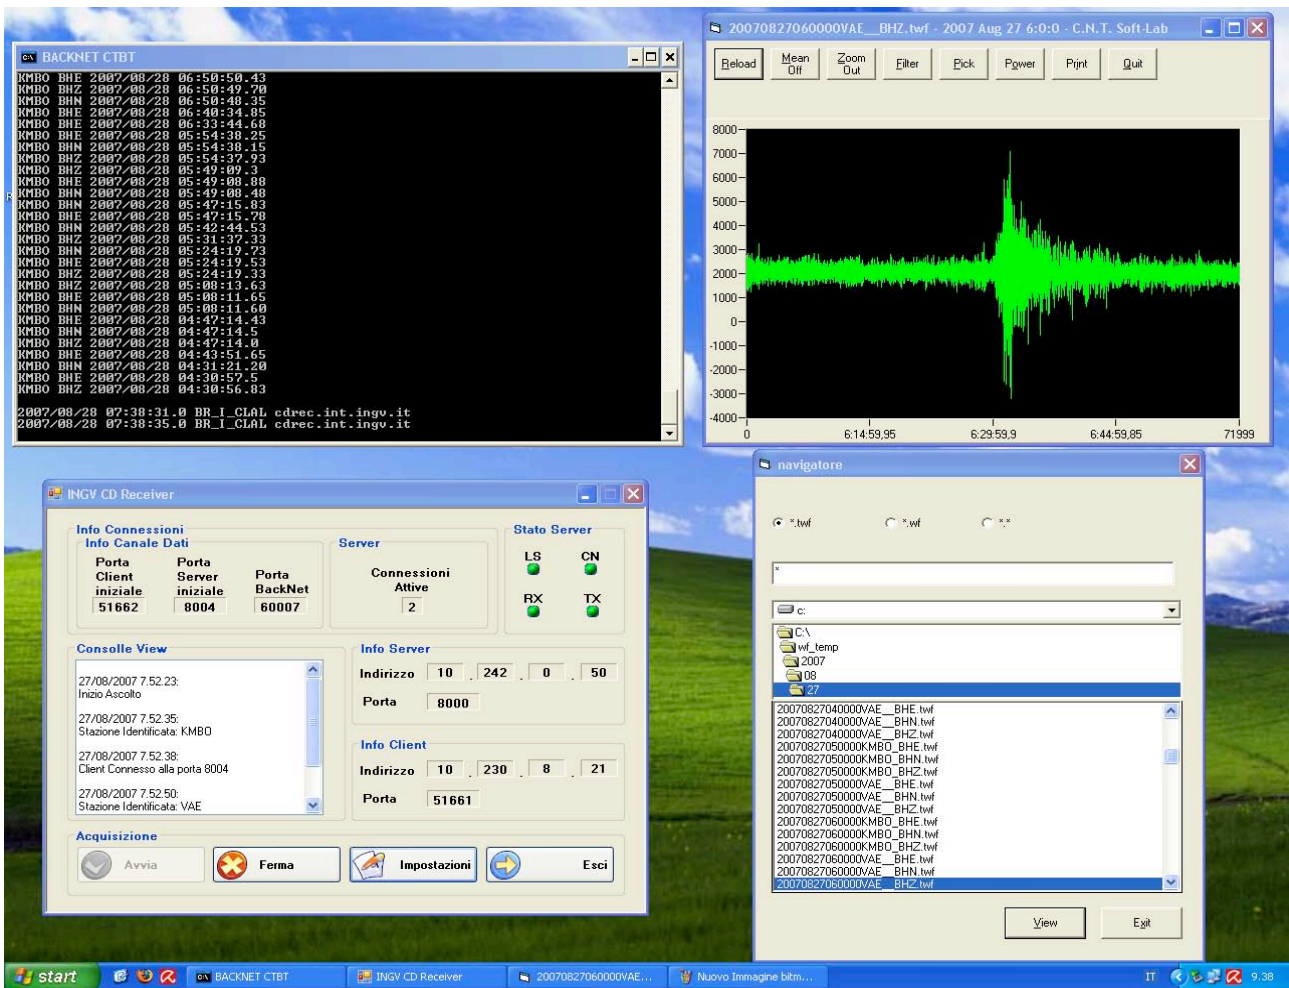 BACKNET CTBT
KMBO BHE 2007/08/28 06:50:50.43
KMBO BHZ 2007/08/28 06:50:49.70
KMBO BHN 2007/08/28 06:50:48.35
KMBO BHE 2007/08/28 06:40:34.85
KMBO BHE 2007/08/28 06:33:44.68
KMBO BHE 2007/08/28 05:54:38.25
KMBO BHN 2007/08/28 05:54:38.15
KMBO BHZ 2007/08/28 05:54:37.93
KMBO BHZ 2007/08/28 05:49:09.3
KMBO BHE 2007/08/28 05:49:08.88
KMBO BHN 2007/08/28 05:49:08.48
KMBO BHN 2007/08/28 05:47:15.83
KMBO BHE 2007/08/28 05:47:15.78
KMBO BHN 2007/08/28 05:42:44.53
KMBO BHZ 2007/08/28 05:31:37.33
KMBO BHN 2007/08/28 05:24:19.73
KMBO BHE 2007/08/28 05:24:19.53
KMBO BHZ 2007/08/28 05:24:19.33
KMBO BHZ 2007/08/28 05:08:13.63
KMBO BHE 2007/08/28 05:08:11.65
KMBO BHN 2007/08/28 05:08:11.60
KMBO BHE 2007/08/28 04:47:14.43
KMBO BHN 2007/08/28 04:47:14.5
KMBO BHZ 2007/08/28 04:47:14.0
KMBO BHE 2007/08/28 04:43:51.65
KMBO BHN 2007/08/28 04:31:21.20
KMBO BHE 2007/08/28 04:30:57.5
KMBO BHZ 2007/08/28 04:30:56.83
2007/08/28 07:38:31.0 BR_I_CLAL cdrec.int.ingv.it
2007/08/28 07:38:35.0 BR_I_CLAL cdrec.int.ingv.it
20070827060000VAE__BHZ.twf - 2007 Aug 27 6:0:0 - C.N.T. Soft-Lab
Reload Mean Off Zoom Out Filter Pick Power Print Quit
8000
7000
6000
5000
4000
3000
2000
1000
0
-1000
-2000
-3000
-4000
0 6:14:59,95 6:29:59,9 6:44:59,85 71999
INGV CD Receiver
Info Connessioni
Info Canale Dati
Porta Client iniziale
51662
Porta Server iniziale
8004
Porta BackNet
60007
Server
Connessioni Attive
2
Stato Server
LS CN
RX TX
Consolle View
27/08/2007 7.52.23:
Inizio Ascolto
27/08/2007 7.52.35:
Stazione Identificata: KMBO
27/08/2007 7.52.38:
Client Connesso alla porta 8004
27/08/2007 7.52.50:
Stazione Identificata: VAE
Info Server
Indirizzo 10 . 242 . 0 . 50
Porta 8000
Info Client
Indirizzo 10 . 230 . 8 . 21
Porta 51661
Acquisizione
Avvia Ferma Impostazioni Esci
navigatore
*.twf *.wf *.*
*
c:
C:\
wf_temp
2007
08
27
20070827040000VAE__BHE.twf
20070827040000VAE__BHN.twf
20070827040000VAE__BHZ.twf
20070827050000KMBO_BHE.twf
20070827050000KMBO_BHN.twf
20070827050000KMBO_BHZ.twf
20070827050000VAE__BHE.twf
20070827050000VAE__BHN.twf
20070827050000VAE__BHZ.twf
20070827060000KMBO_BHE.twf
20070827060000KMBO_BHN.twf
20070827060000KMBO_BHZ.twf
20070827060000VAE__BHE.twf
20070827060000VAE__BHN.twf
20070827060000VAE__BHZ.twf
View Exit
start BACKNET CTBT INGV CD Receiver 20070827060000VAE... Nuovo Immagine bitm... IT 9.38